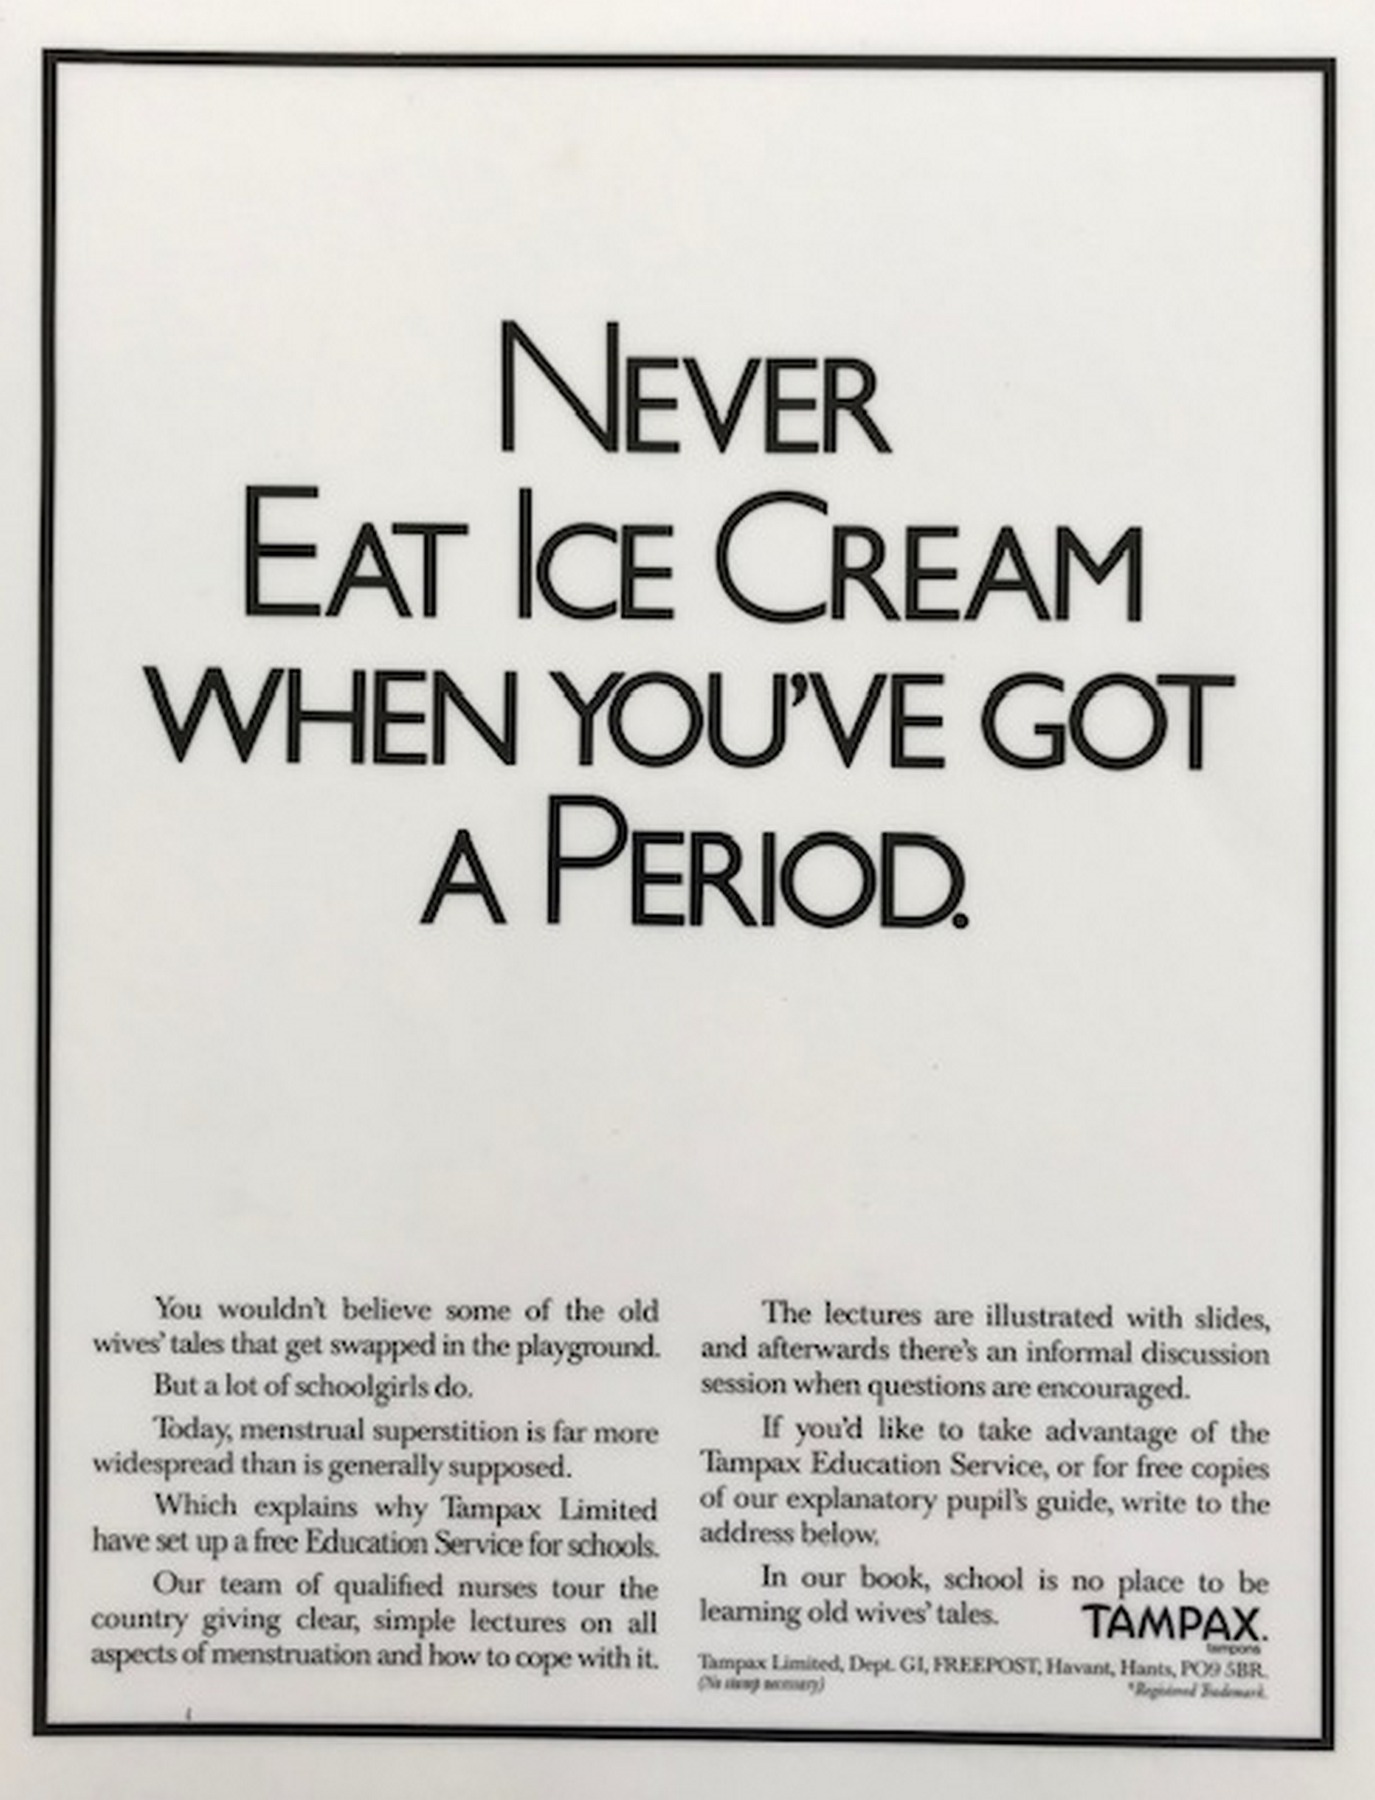 NEVER
EAT ICE CREAM
WHEN YOU'VE GOT
A PERIOD.
You wouldn't believe some of the old
wives' tales that get swapped in the playground.
But a lot of schoolgirls do.
Today, menstrual superstition is far more
widespread than is generally supposed.
Which explains why Tampax Limited
have set up a free Education Service for schools.
Our team of qualified nurses tour the
country giving clear, simple lectures on all
aspects of menstruation and how to cope with it.
The lectures are illustrated with slides,
and afterwards there's an informal discussion
session when questions are encouraged.
If you'd like to take advantage of the
Tampax Education Service, or for free copies
of our explanatory pupil's guide, write to the
address below.
In our book, school is no place to be
learning old wives' tales.
TAMPAX.
tampons
Tampax Limited, Dept. GI, FREEPOST, Havant, Hants, PO9 5BR.
(No stamp necessary)
*Registered Trademark.